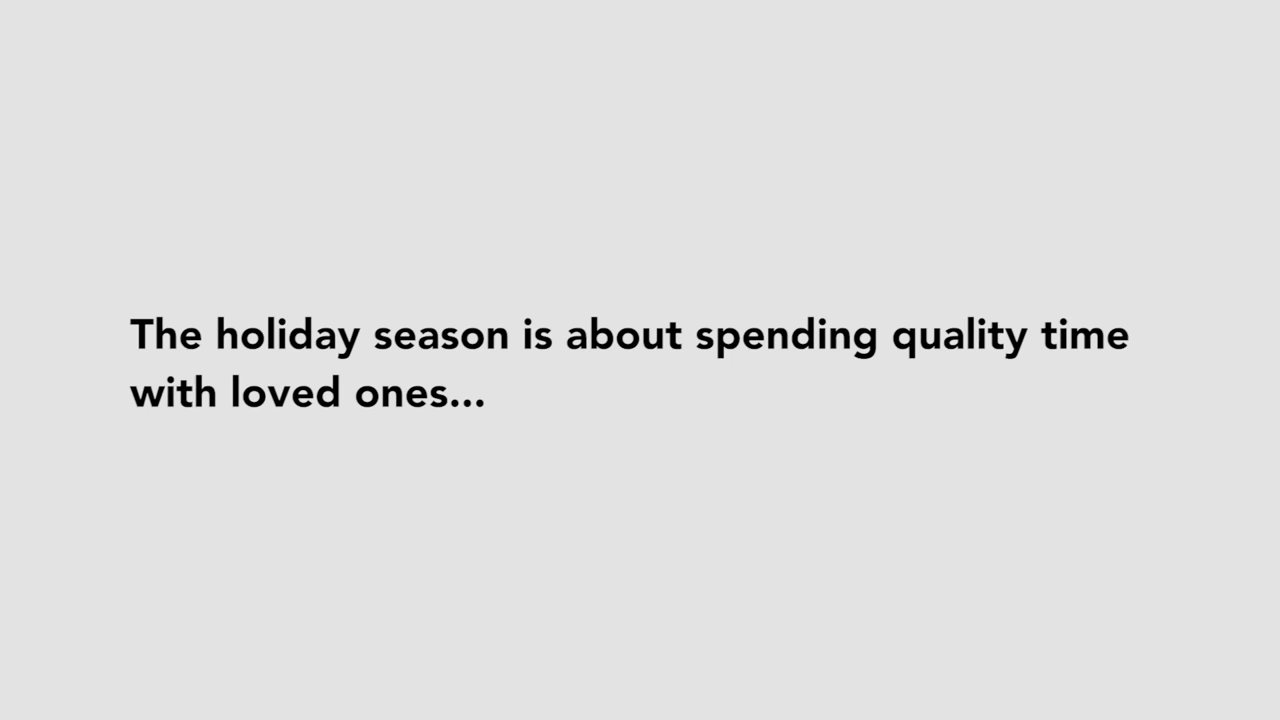 The holiday season is about spending quality time
with loved ones...